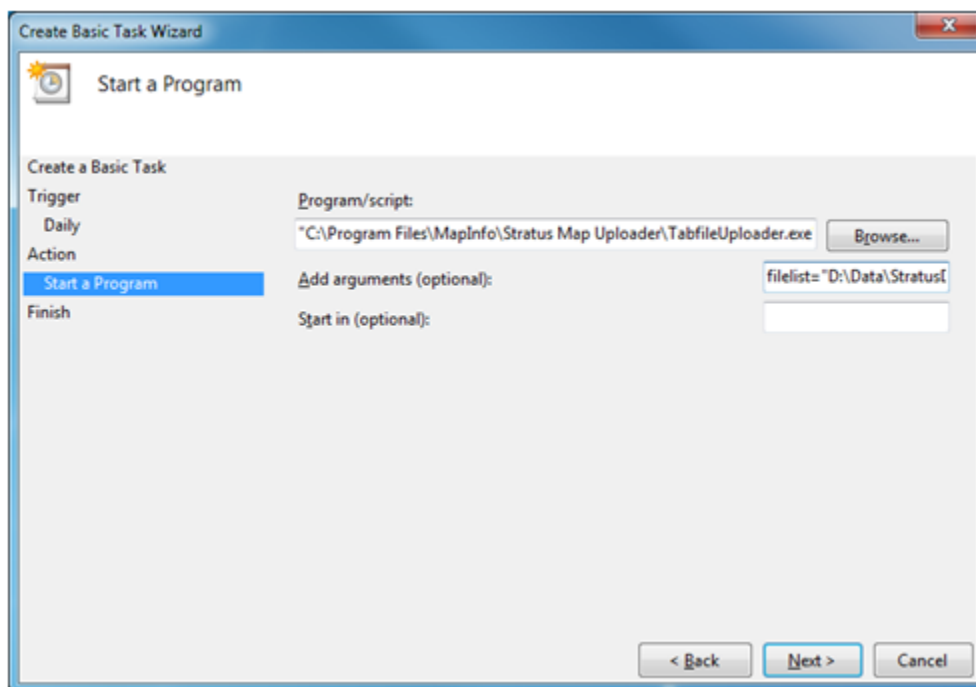 Create Basic Task Wizard
Start a Program
Create a Basic Task
Trigger
Daily
Action
Start a Program
Finish
Program/script:
"C:\Program Files\MapInfo\Stratus Map Uploader\TabfileUploader.exe
Browse...
Add arguments (optional):
filelist="D:\Data\Stratus
Start in (optional):
< Back
Next >
Cancel